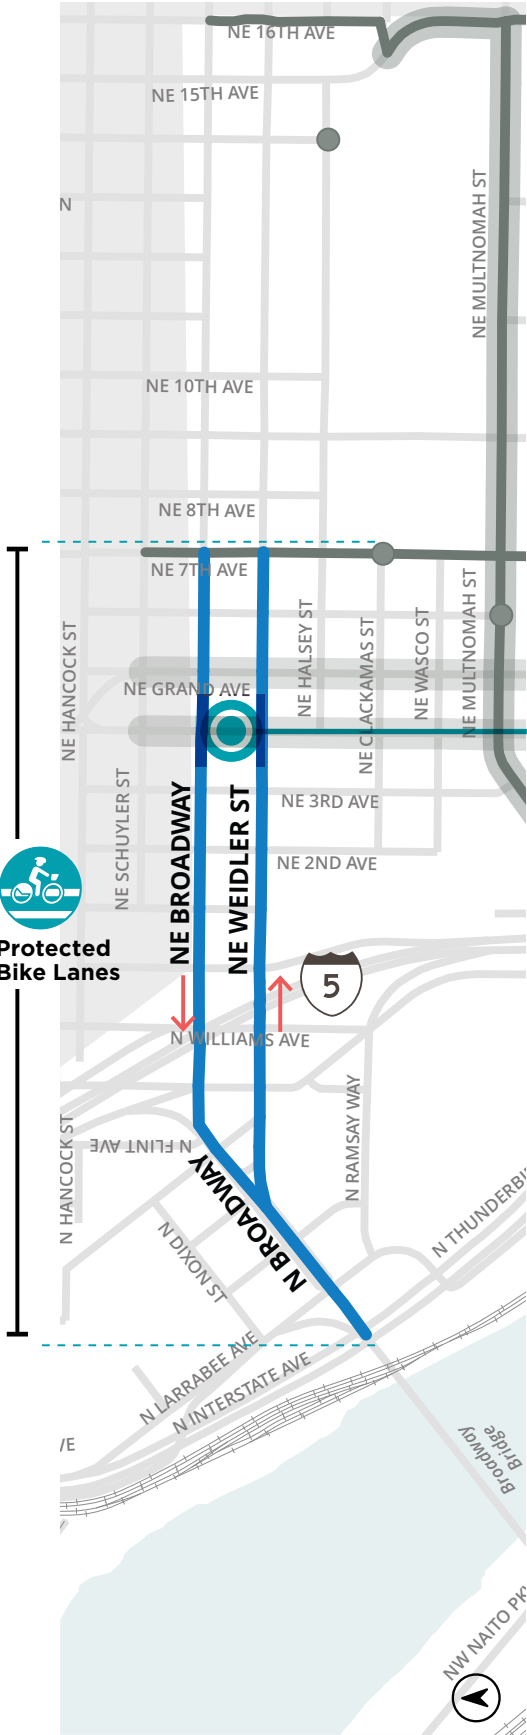 NE 16TH AVE
NE 15TH AVE
NE MULTNOMAH ST
N
NE 10TH AVE
NE 8TH AVE
NE 7TH AVE
NE HANCOCK ST
NE HALSEY ST
NE CLACKAMAS ST
NE WASCO ST
NE MULTNOMAH ST
NE GRAND AVE
NE SCHUYLER ST
NE BROADWAY
NE WEIDLER ST
NE 3RD AVE
NE 2ND AVE
Protected
Bike Lanes
5
N WILLIAMS AVE
N HANCOCK ST
N FLINT AVE
N RAMSAY WAY
N BROADWAY
N DIXON ST
N THUNDERBI
N LARRABEE AVE
N INTERSTATE AVE
VE
Broadway
Bridge
NW NAITO PK